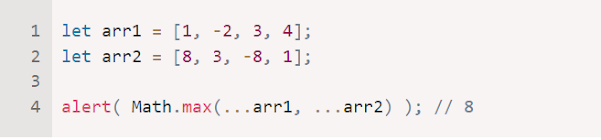 1 let arr1 = [1, -2, 3, 4];
2 let arr2 = [8, 3, -8, 1];
3
4 alert( Math.max(...arr1, ...arr2) ); // 8